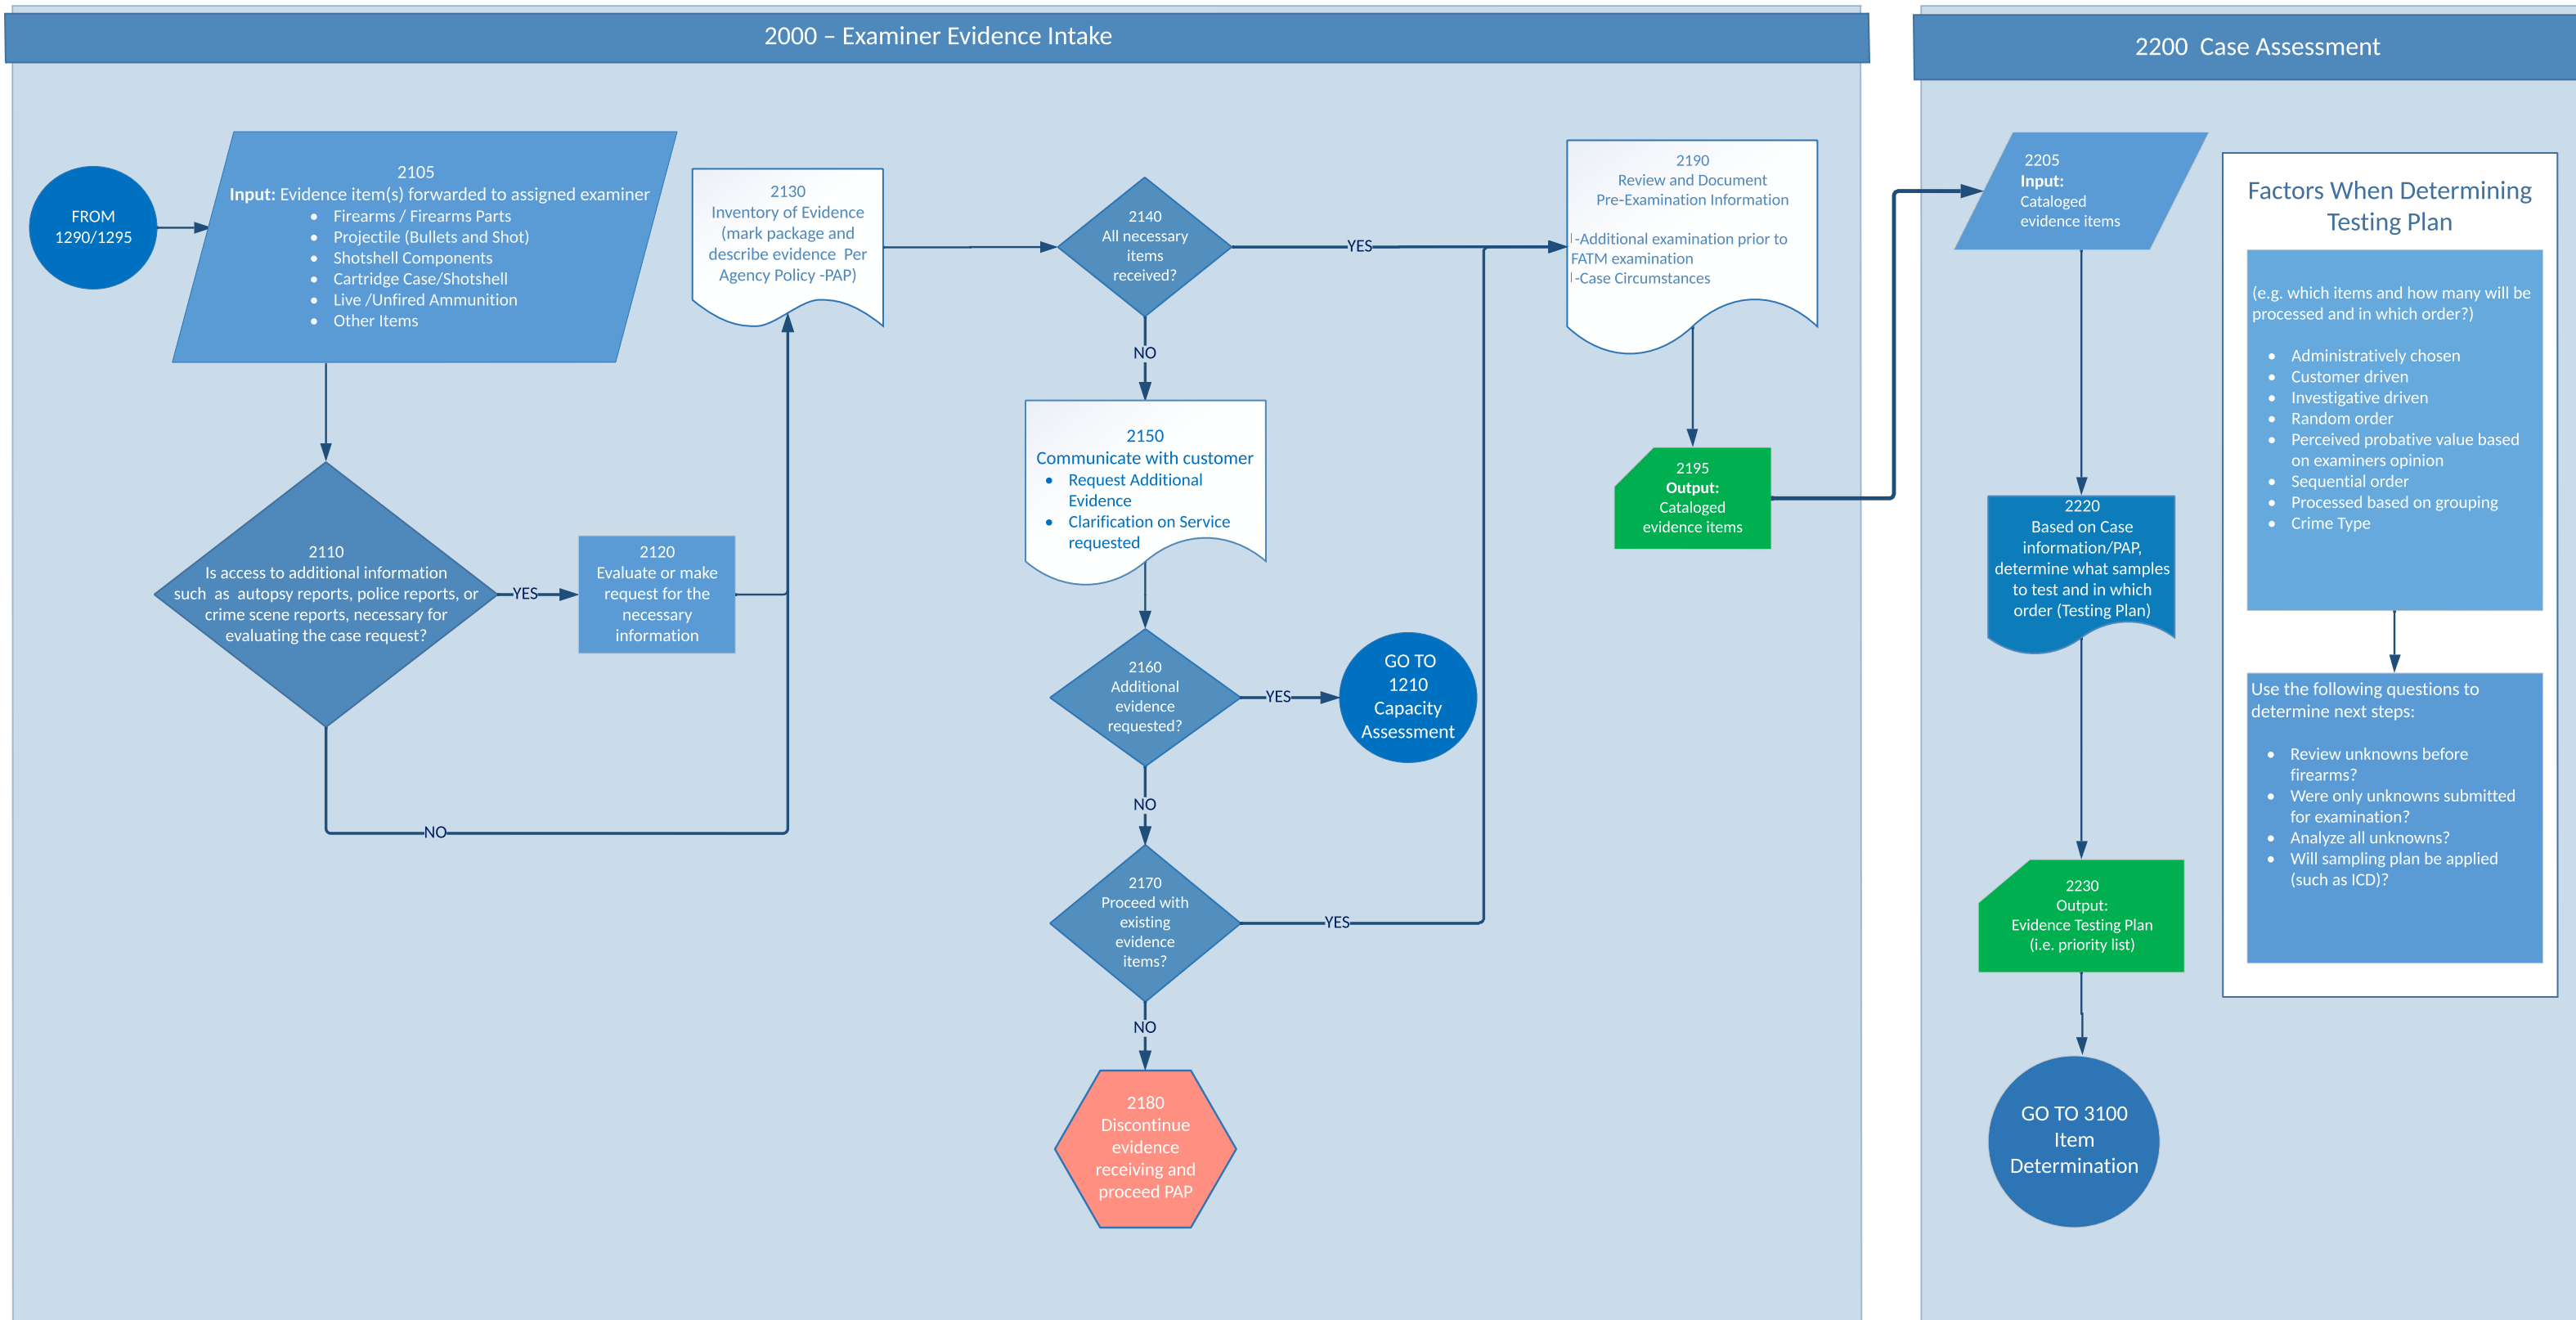 2000 – Examiner Evidence Intake
FROM
1290/1295
2105
Input: Evidence item(s) forwarded to assigned examiner
• Firearms / Firearms Parts
• Projectile (Bullets and Shot)
• Shotshell Components
• Cartridge Case/Shotshell
• Live /Unfired Ammunition
• Other Items
2110
Is access to additional information
such as autopsy reports, police reports, or
crime scene reports, necessary for
evaluating the case request?
YES
NO
2120
Evaluate or make
request for the
necessary
information
2130
Inventory of Evidence
(mark package and
describe evidence Per
Agency Policy -PAP)
2140
All necessary
items
received?
YES
NO
2150
Communicate with customer
• Request Additional
Evidence
• Clarification on Service
requested
2160
Additional
evidence
requested?
YES
GO TO
1210
Capacity
Assessment
NO
2170
Proceed with
existing
evidence
items?
YES
NO
2180
Discontinue
evidence
receiving and
proceed PAP
2190
Review and Document
Pre-Examination Information
-Additional examination prior to
FATM examination
-Case Circumstances
2195
Output:
Cataloged
evidence items
2200 Case Assessment
2205
Input:
Cataloged
evidence items
2220
Based on Case
information/PAP,
determine what samples
to test and in which
order (Testing Plan)
2230
Output:
Evidence Testing Plan
(i.e. priority list)
GO TO 3100
Item
Determination
Factors When Determining
Testing Plan
(e.g. which items and how many will be
processed and in which order?)
• Administratively chosen
• Customer driven
• Investigative driven
• Random order
• Perceived probative value based
on examiners opinion
• Sequential order
• Processed based on grouping
• Crime Type
Use the following questions to
determine next steps:
• Review unknowns before
firearms?
• Were only unknowns submitted
for examination?
• Analyze all unknowns?
• Will sampling plan be applied
(such as ICD)?